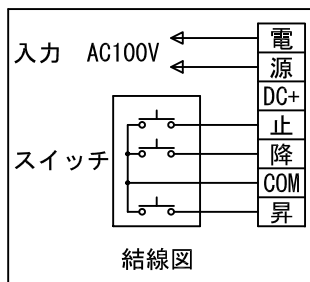 入力 AC100V
電
源
DC+
止
降
COM
昇
スイッチ
結線図